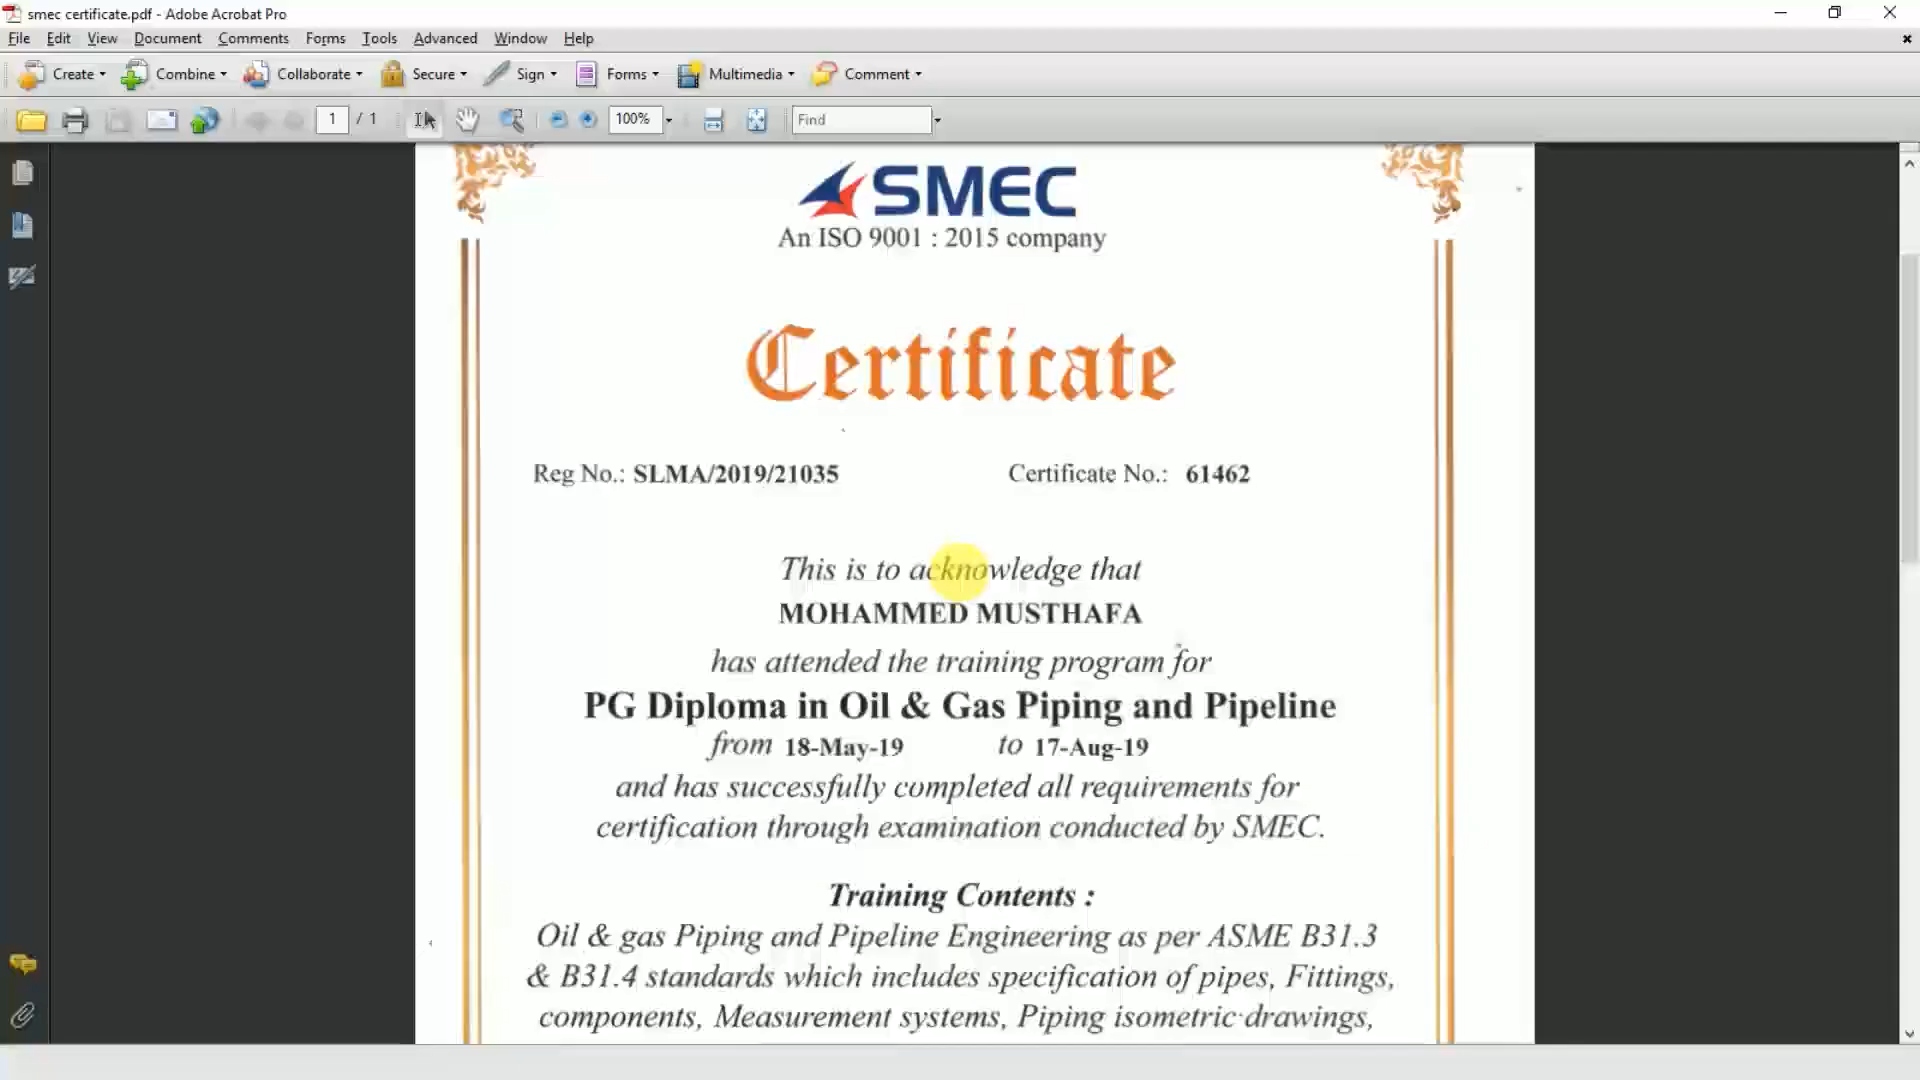 smec certificate.pdf - Adobe Acrobat Pro
File Edit View Document Comments Forms Tools Advanced Window Help
Create Combine Collaborate Secure Sign Forms Multimedia Comment
1 / 1 100% Find
SMEC
An ISO 9001 : 2015 company
Certificate
Reg No.: SLMA/2019/21035 Certificate No.: 61462
This is to acknowledge that
MOHAMMED MUSTHAFA
has attended the training program for
PG Diploma in Oil & Gas Piping and Pipeline
from 18-May-19 to 17-Aug-19
and has successfully completed all requirements for
certification through examination conducted by SMEC.
Training Contents :
Oil & gas Piping and Pipeline Engineering as per ASME B31.3
& B31.4 standards which includes specification of pipes, Fittings,
components, Measurement systems, Piping isometric drawings,